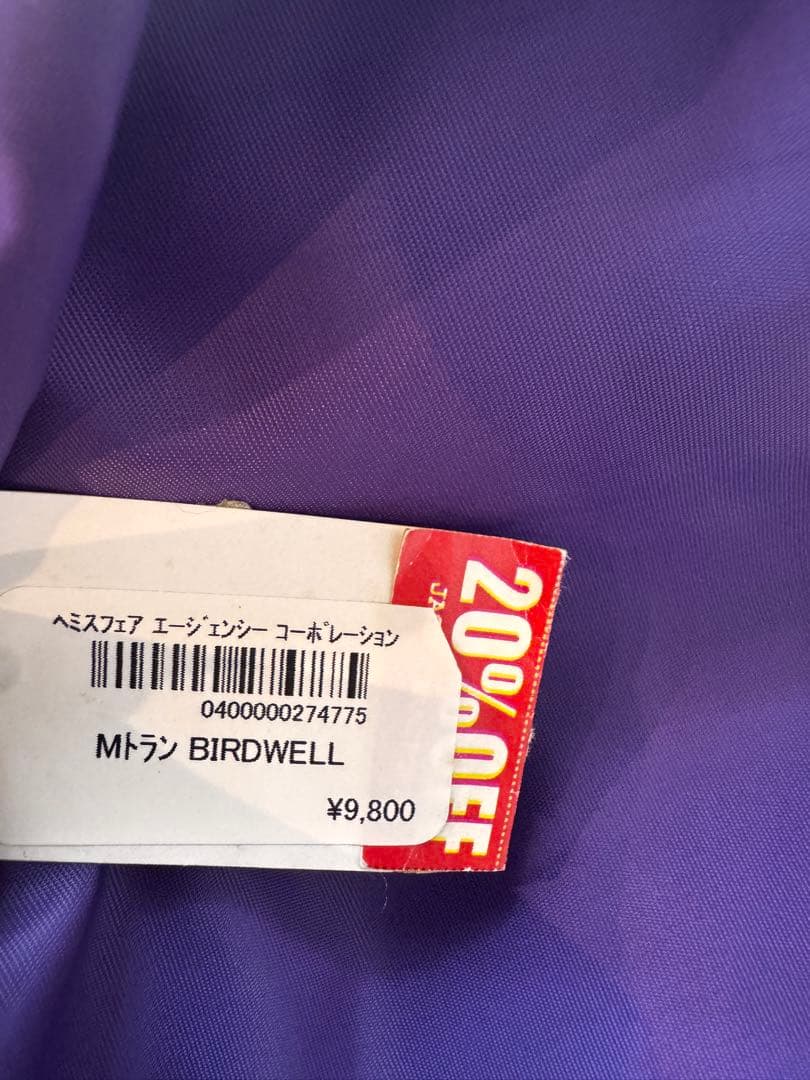 ヘミスフェア エージェンシー コーポレーション
0400000274775
Mトラン BIRDWELL
¥9,800
20%OFF